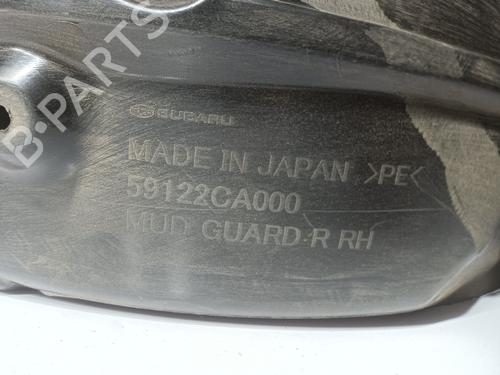 B-PARTS
SUBARU
MADE IN JAPAN >PE<
59122CA000
MUD GUARD-R RH